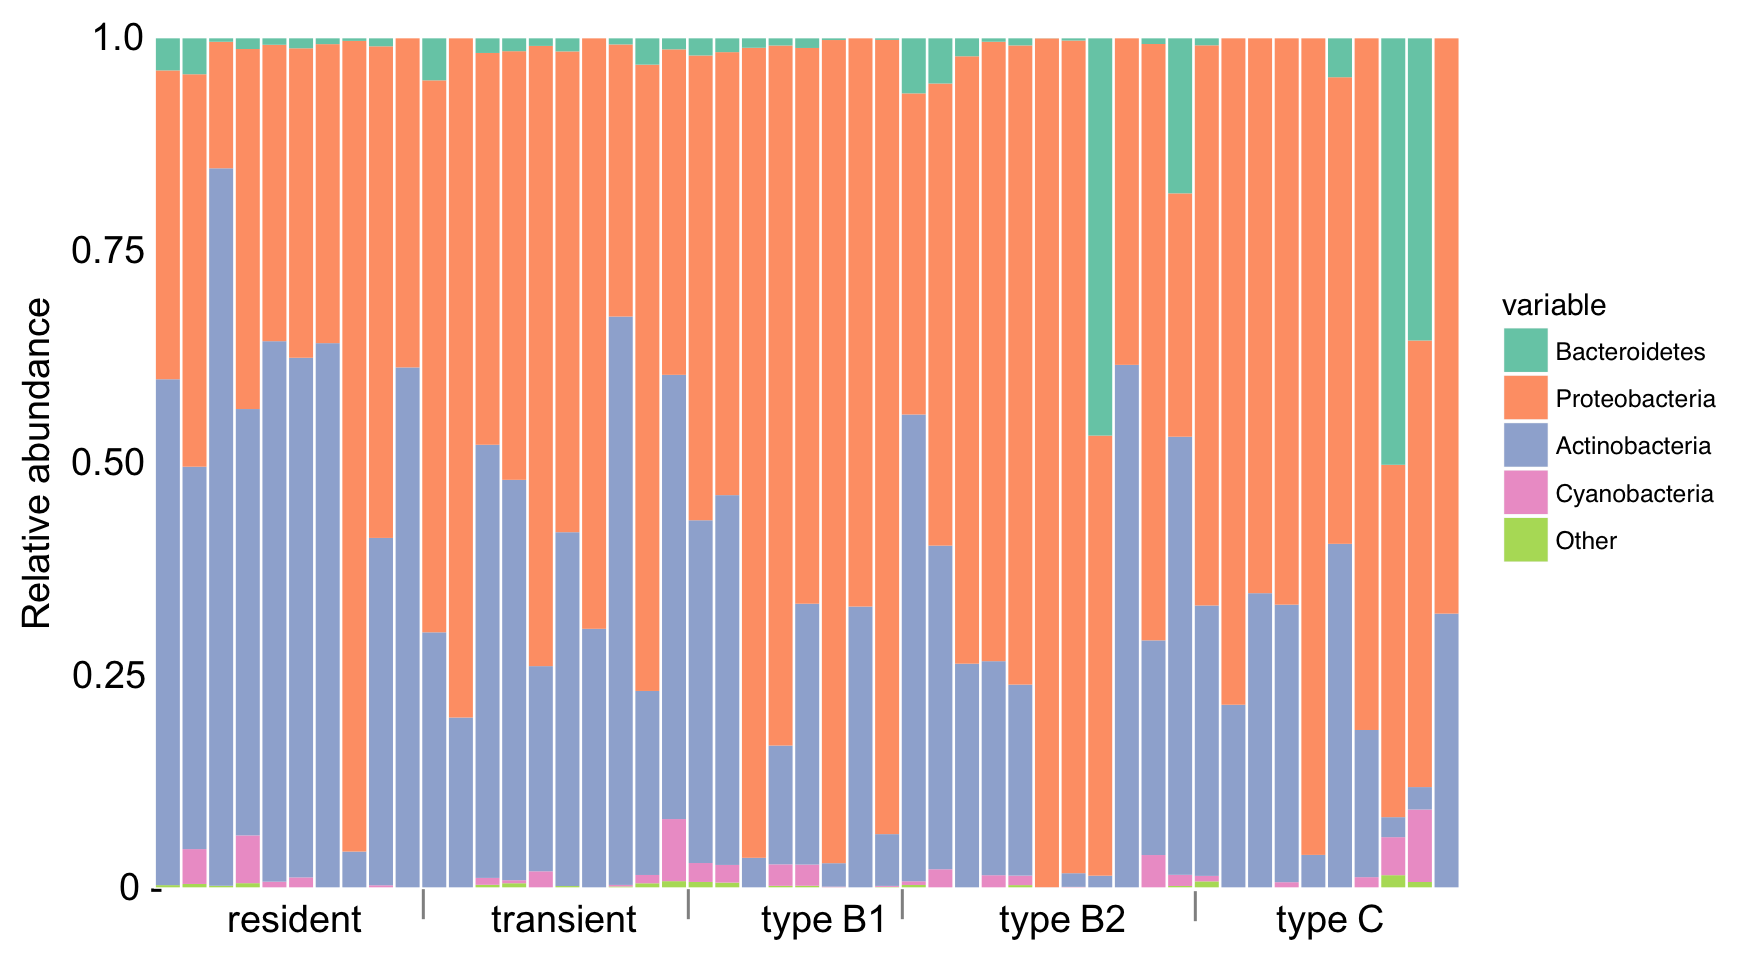 1.0
0.75
0.50
0.25
0
Relative abundance
resident
transient
type B1
type B2
type C
variable
Bacteroidetes
Proteobacteria
Actinobacteria
Cyanobacteria
Other